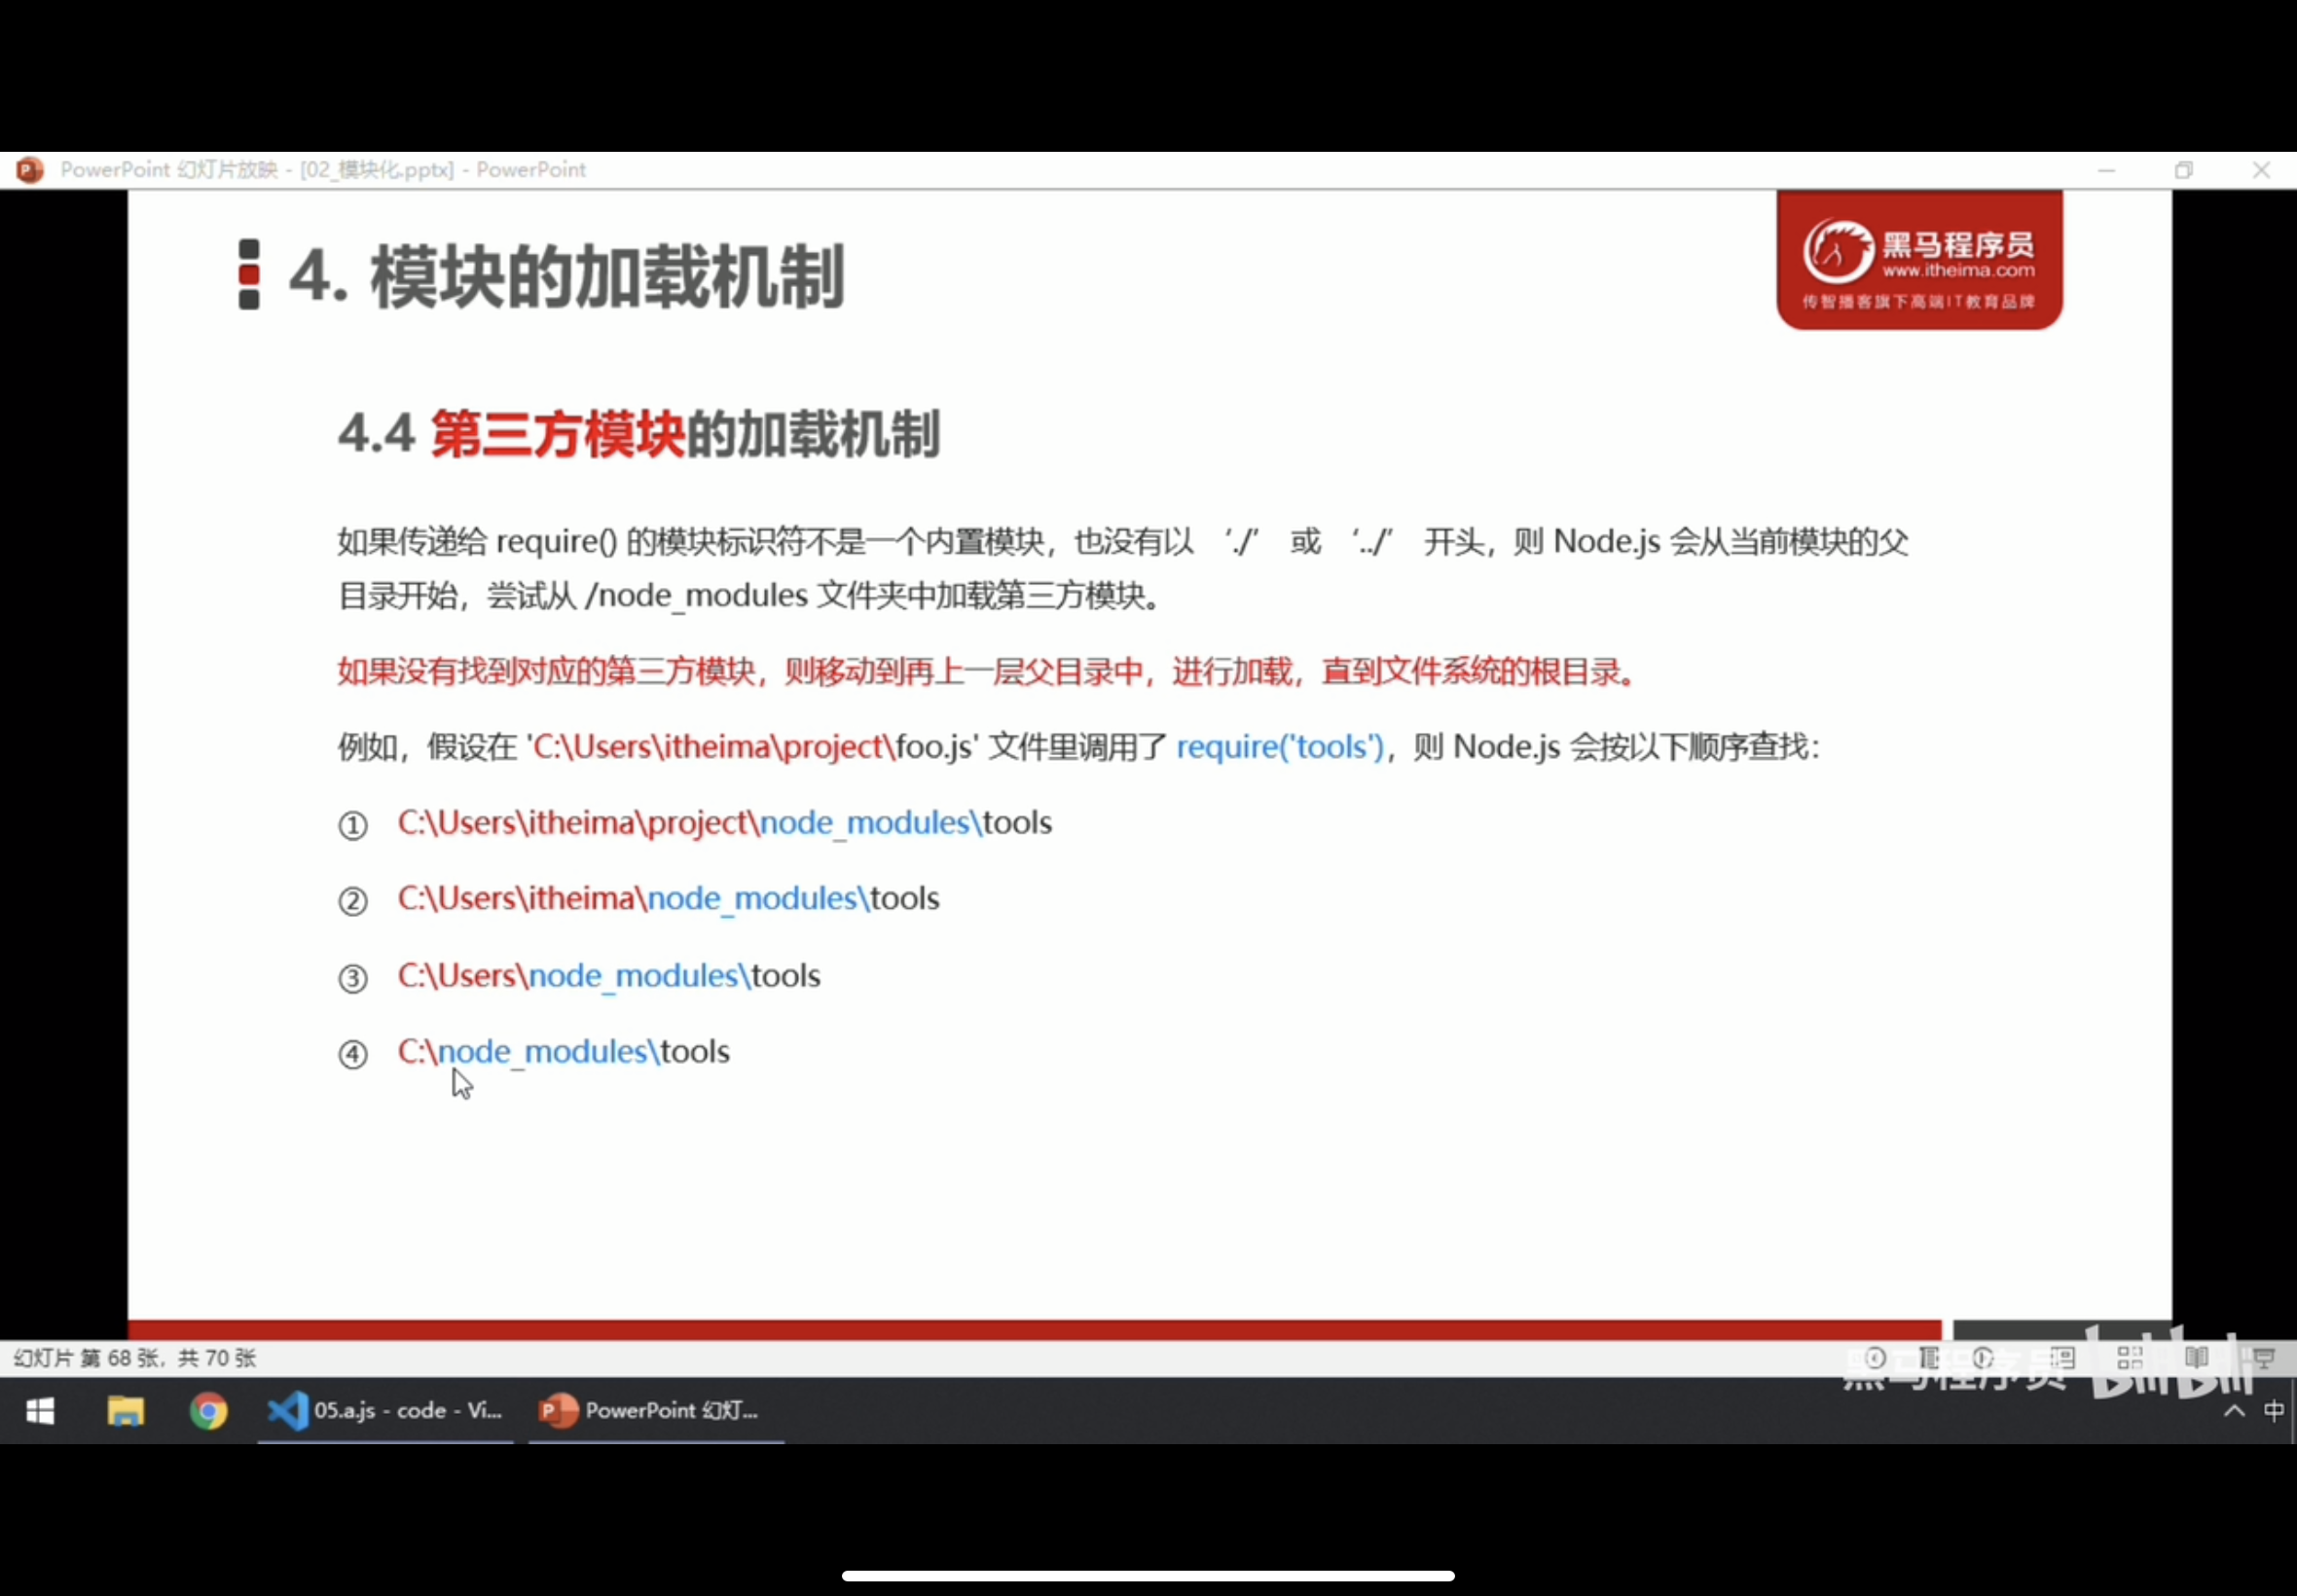 PowerPoint 幻灯片放映 - [02_模块化.pptx] - PowerPoint
4. 模块的加载机制
黑马程序员
www.itheima.com
传智播客旗下高端IT教育品牌
4.4 第三方模块的加载机制
如果传递给 require() 的模块标识符不是一个内置模块，也没有以 ‘./’ 或 ‘../’ 开头，则 Node.js 会从当前模块的父
目录开始，尝试从 /node_modules 文件夹中加载第三方模块。
如果没有找到对应的第三方模块，则移动到再上一层父目录中，进行加载，直到文件系统的根目录。
例如，假设在 'C:\Users\itheima\project\foo.js' 文件里调用了 require('tools')，则 Node.js 会按以下顺序查找：
① C:\Users\itheima\project\node_modules\tools
② C:\Users\itheima\node_modules\tools
③ C:\Users\node_modules\tools
④ C:\node_modules\tools
幻灯片 第 68 张，共 70 张
黑马程序员 bilibili
05.a.js - code - Vi...
PowerPoint 幻灯...
中